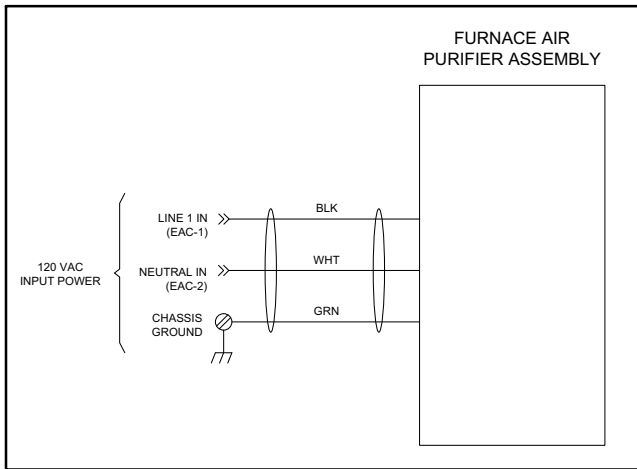 FURNACE AIR
PURIFIER ASSEMBLY
BLK
LINE 1 IN
(EAC-1)
WHT
120 VAC
INPUT POWER
NEUTRAL IN
(EAC-2)
GRN
CHASSIS
GROUND